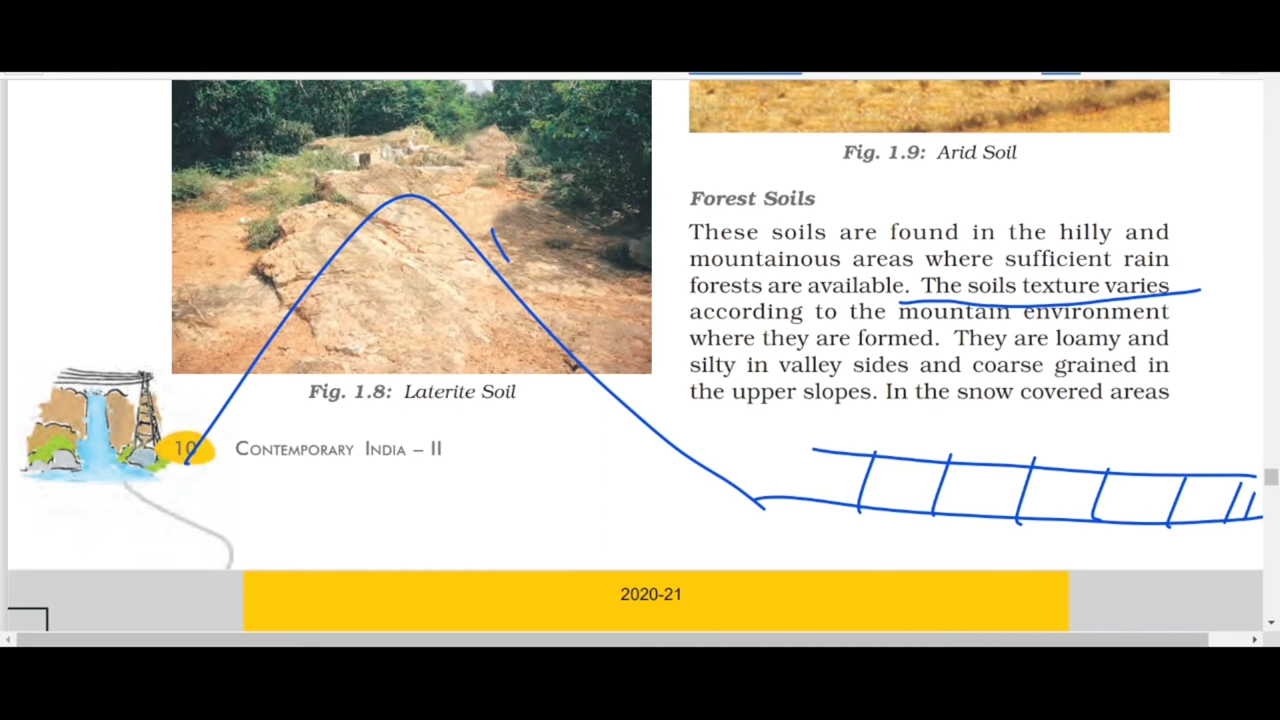 Fig. 1.8: Laterite Soil
10 CONTEMPORARY INDIA – II
Fig. 1.9: Arid Soil
Forest Soils
These soils are found in the hilly and
mountainous areas where sufficient rain
forests are available. The soils texture varies
according to the mountain environment
where they are formed. They are loamy and
silty in valley sides and coarse grained in
the upper slopes. In the snow covered areas
2020-21